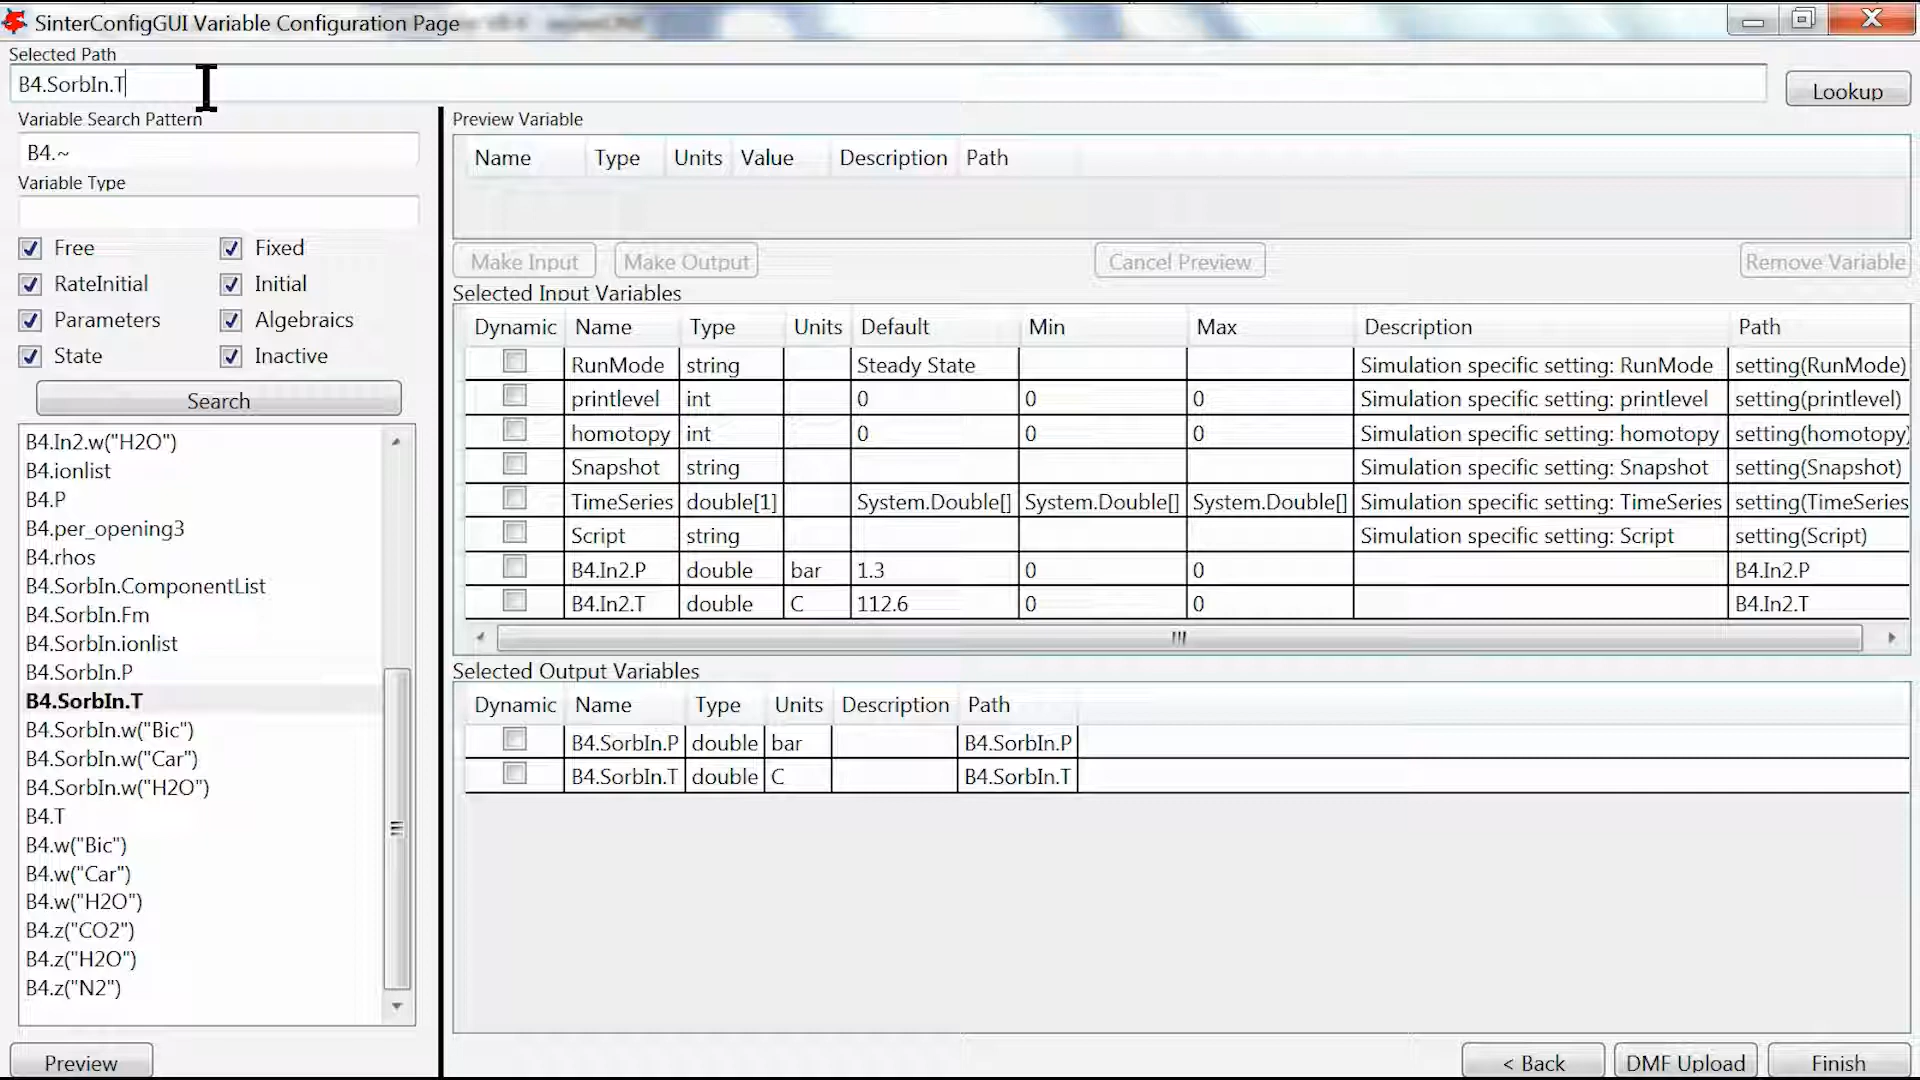 SinterConfigGUI Variable Configuration Page
Selected Path
B4.SorbIn.T
Lookup
Variable Search Pattern
B4.~
Variable Type
Free
Fixed
RateInitial
Initial
Parameters
Algebraics
State
Inactive
Search
B4.In2.w("H2O")
B4.ionlist
B4.P
B4.per_opening3
B4.rhos
B4.SorbIn.ComponentList
B4.SorbIn.Fm
B4.SorbIn.ionlist
B4.SorbIn.P
B4.SorbIn.T
B4.SorbIn.w("Bic")
B4.SorbIn.w("Car")
B4.SorbIn.w("H2O")
B4.T
B4.w("Bic")
B4.w("Car")
B4.w("H2O")
B4.z("CO2")
B4.z("H2O")
B4.z("N2")
Preview
Preview Variable
Name Type Units Value Description Path
Make Input
Make Output
Cancel Preview
Remove Variable
Selected Input Variables
Dynamic Name Type Units Default Min Max Description Path
RunMode string Steady State Simulation specific setting: RunMode setting(RunMode)
printlevel int 0 0 0 Simulation specific setting: printlevel setting(printlevel)
homotopy int 0 0 0 Simulation specific setting: homotopy setting(homotopy)
Snapshot string Simulation specific setting: Snapshot setting(Snapshot)
TimeSeries double[1] System.Double[] System.Double[] System.Double[] Simulation specific setting: TimeSeries setting(TimeSeries
Script string Simulation specific setting: Script setting(Script)
B4.In2.P double bar 1.3 0 0 B4.In2.P
B4.In2.T double C 112.6 0 0 B4.In2.T
Selected Output Variables
Dynamic Name Type Units Description Path
B4.SorbIn.P double bar B4.SorbIn.P
B4.SorbIn.T double C B4.SorbIn.T
< Back
DMF Upload
Finish